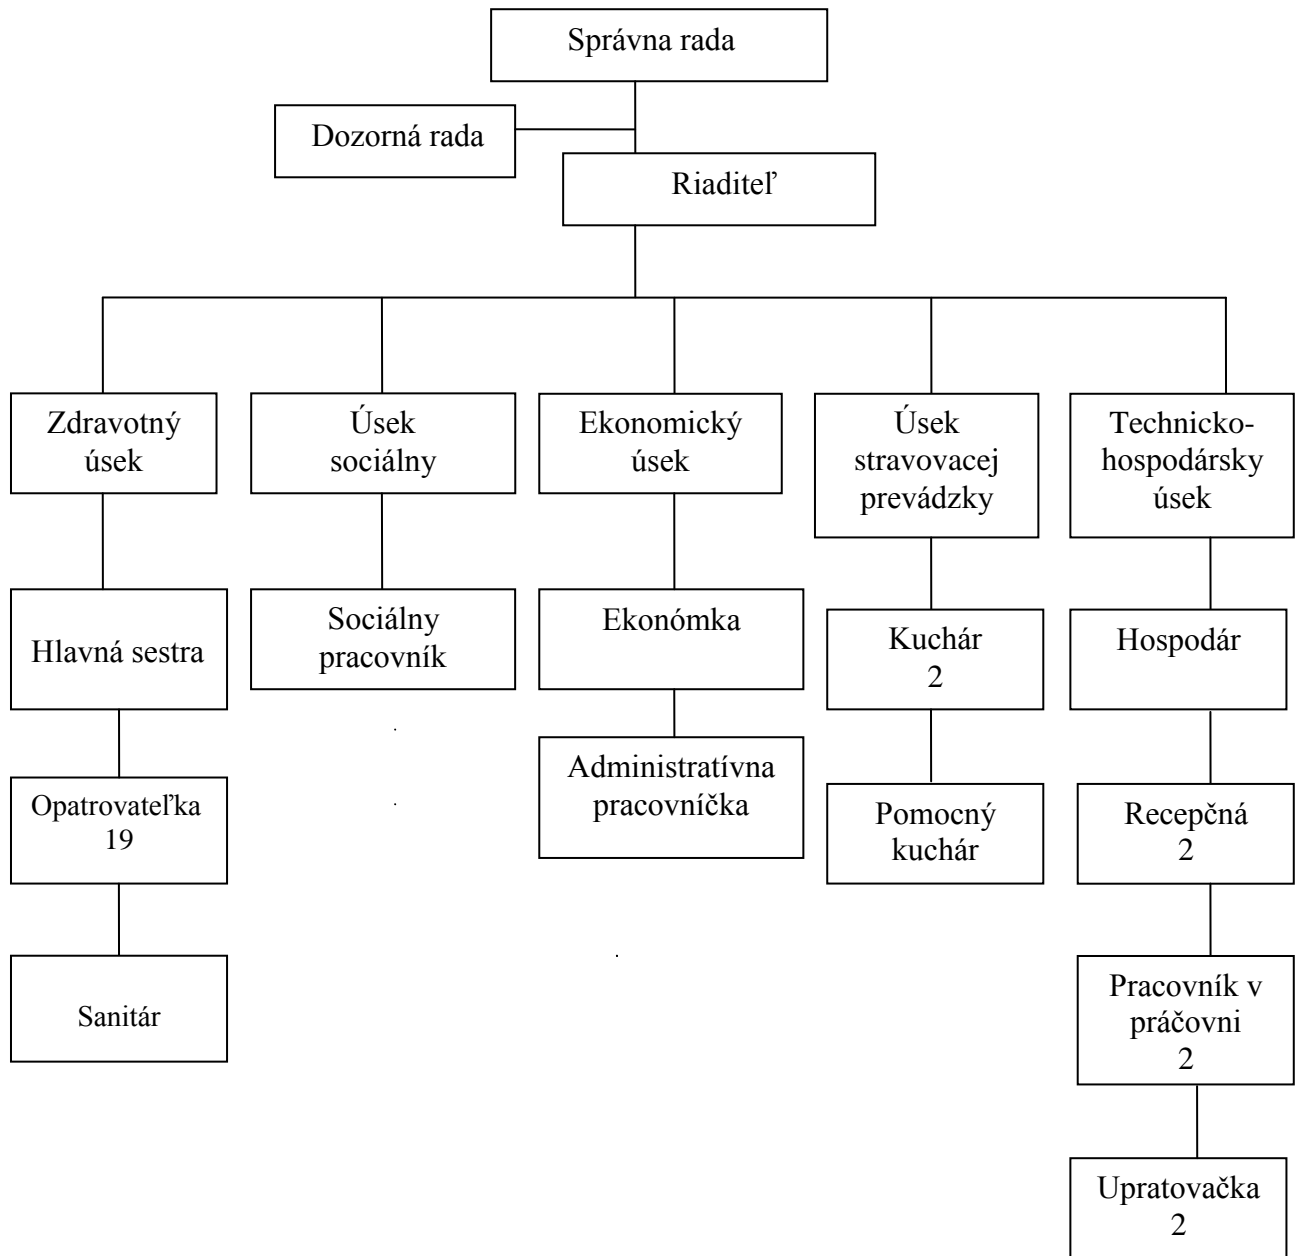 Správna rada
Dozorná rada
Riaditeľ
Zdravotný
úsek
Úsek
sociálny
Ekonomický
úsek
Úsek
stravovacej
prevádzky
Technicko-
hospodársky
úsek
Hlavná sestra
Sociálny
pracovník
Ekonómka
Kuchár
2
Hospodár
Opatrovateľka
19
Administratívna
pracovníčka
Pomocný
kuchár
Recepčná
2
Sanitár
Pracovník v
práčovni
2
Upratovačka
2